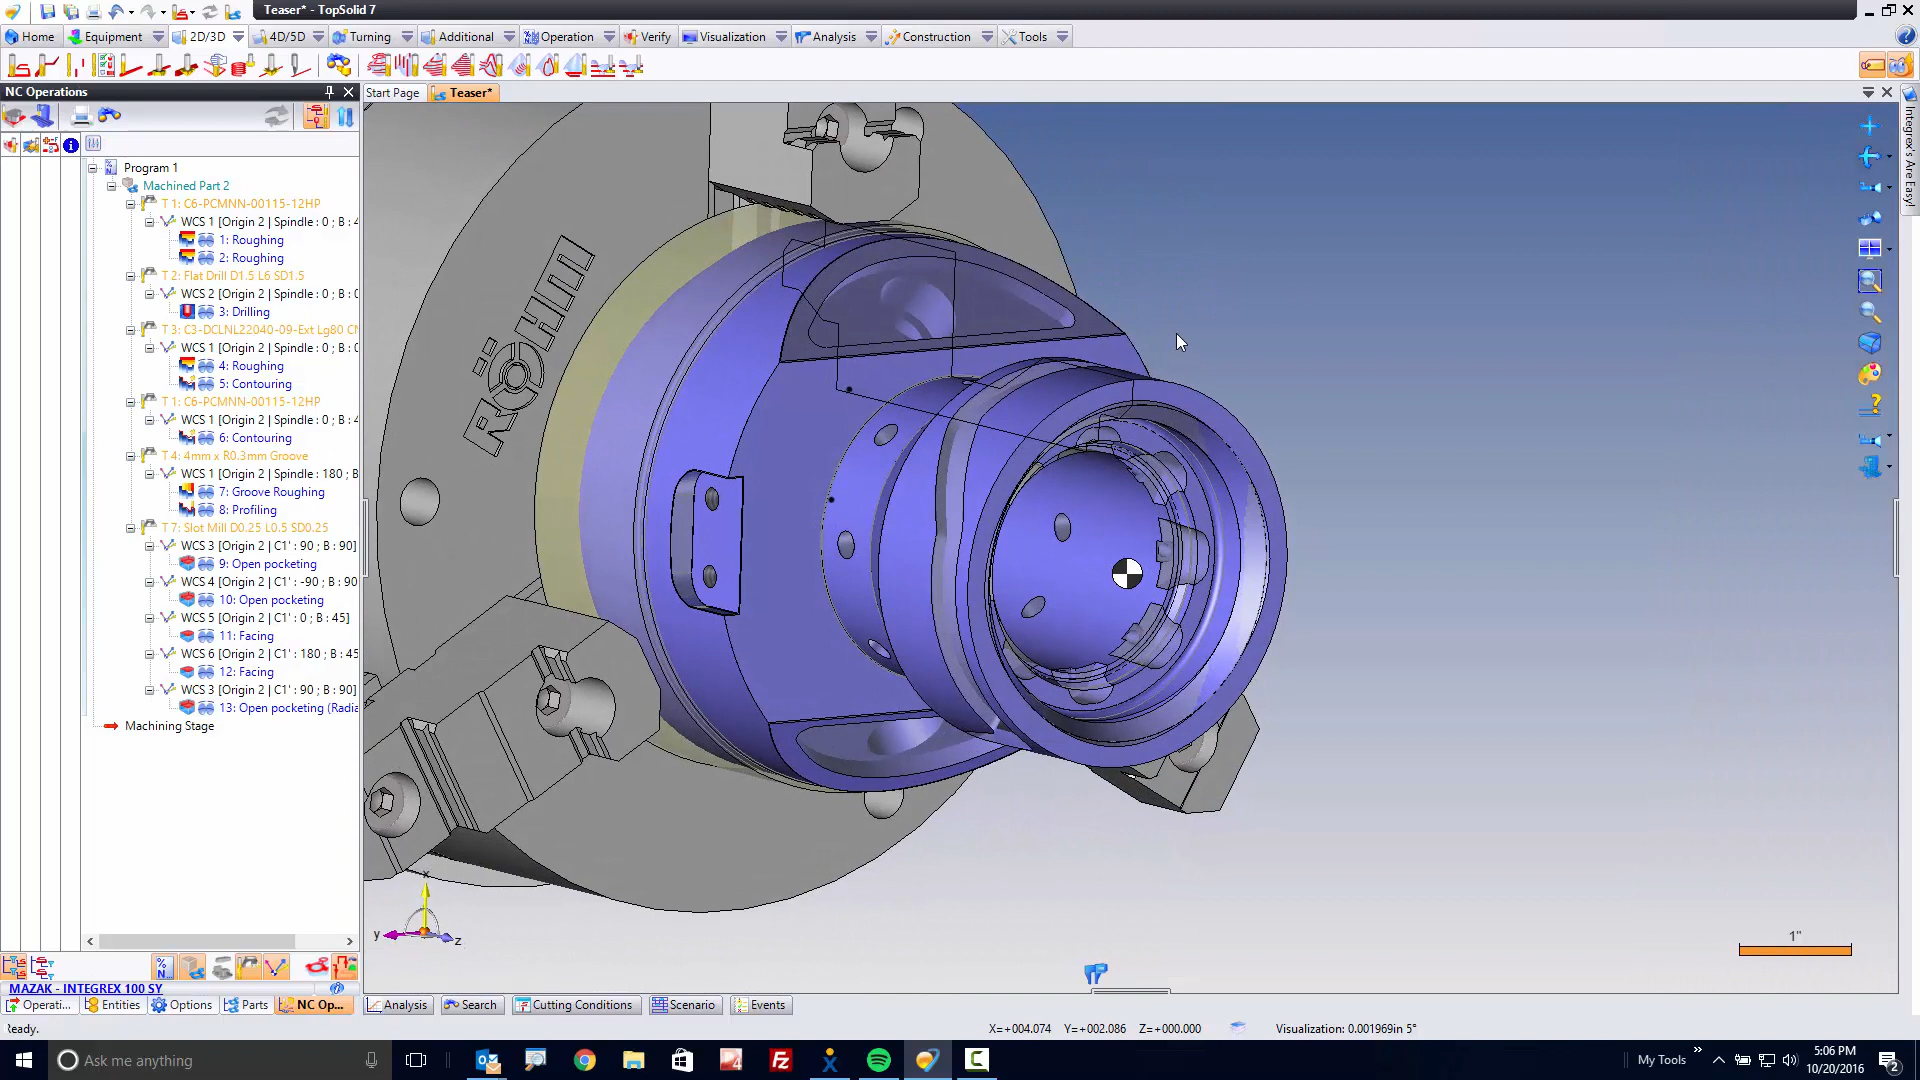 Teaser* - TopSolid 7
Home Equipment 2D/3D 4D/5D Turning Additional Operation Verify Visualization Analysis Construction Tools
NC Operations
Start Page Teaser*
Program 1
Machined Part 2
T 1: C6-PCMNN-00115-12HP
WCS 1 [Origin 2 | Spindle : 0 ; B : 4
1: Roughing
2: Roughing
T 2: Flat Drill D1.5 L6 SD1.5
WCS 2 [Origin 2 | Spindle : 0 ; B : 0
3: Drilling
T 3: C3-DCLNL22040-09-Ext Lg80 CN
WCS 1 [Origin 2 | Spindle : 0 ; B : 0
4: Roughing
5: Contouring
T 1: C6-PCMNN-00115-12HP
WCS 1 [Origin 2 | Spindle : 0 ; B : 4
6: Contouring
T 4: 4mm x R0.3mm Groove
WCS 1 [Origin 2 | Spindle : 180 ; B
7: Groove Roughing
8: Profiling
T 7: Slot Mill D0.25 L0.5 SD0.25
WCS 3 [Origin 2 | C1' : 90 ; B : 90]
9: Open pocketing
WCS 4 [Origin 2 | C1' : -90 ; B : 90
10: Open pocketing
WCS 5 [Origin 2 | C1' : 0 ; B : 45]
11: Facing
WCS 6 [Origin 2 | C1' : 180 ; B : 45
12: Facing
WCS 3 [Origin 2 | C1' : 90 ; B : 90]
13: Open pocketing (Radia
Machining Stage
RÖHM
Integrex's Are Easy!
x
y
z
1"
MAZAK - INTEGREX 100 SY
Operati... Entities Options Parts NC Op... Analysis Search Cutting Conditions Scenario Events
Ready.
X=+004.074 Y=+002.086 Z=+000.000 Visualization: 0.001969in 5°
Ask me anything
My Tools
5:06 PM
10/20/2016
2